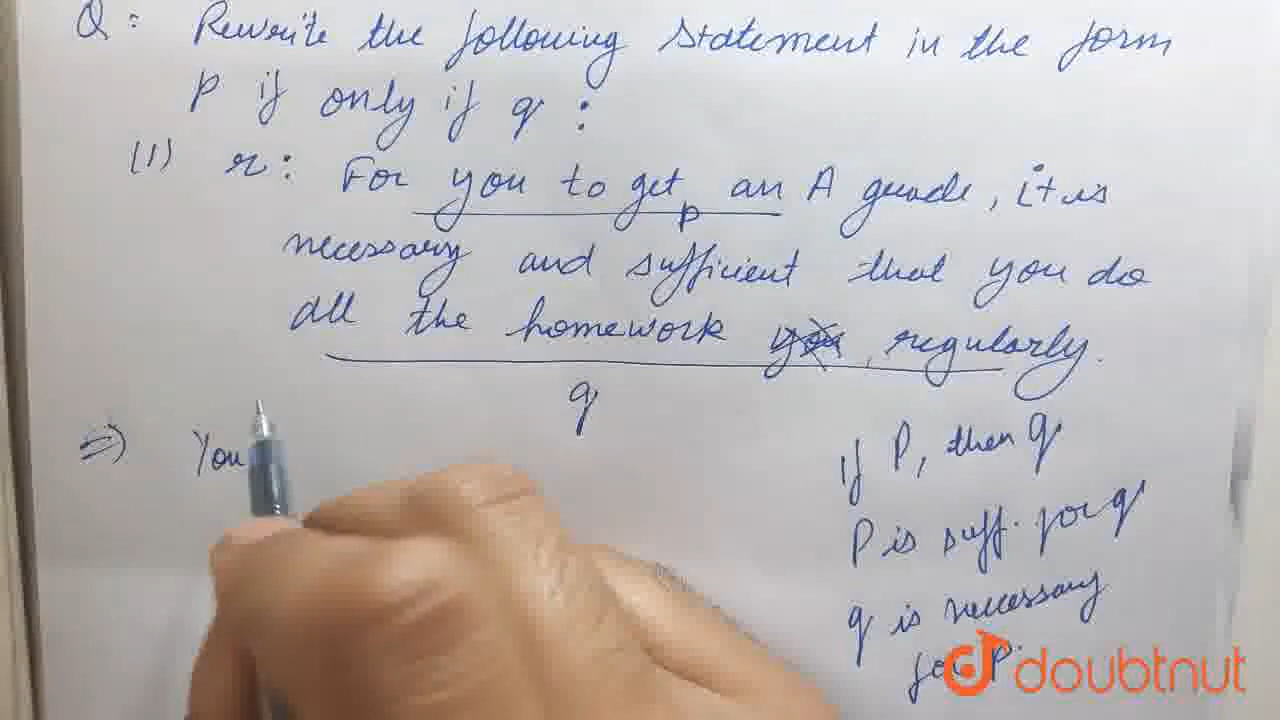 Q: Rewrite the following statement in the form
P if only if q :
(1) r: For you to get an A grade, it is
P
necessary and sufficient that you do
all the homework you, regularly.
q
=> You
If P, then q
P is suff. for q
q is necessary
for P.
doubtnut